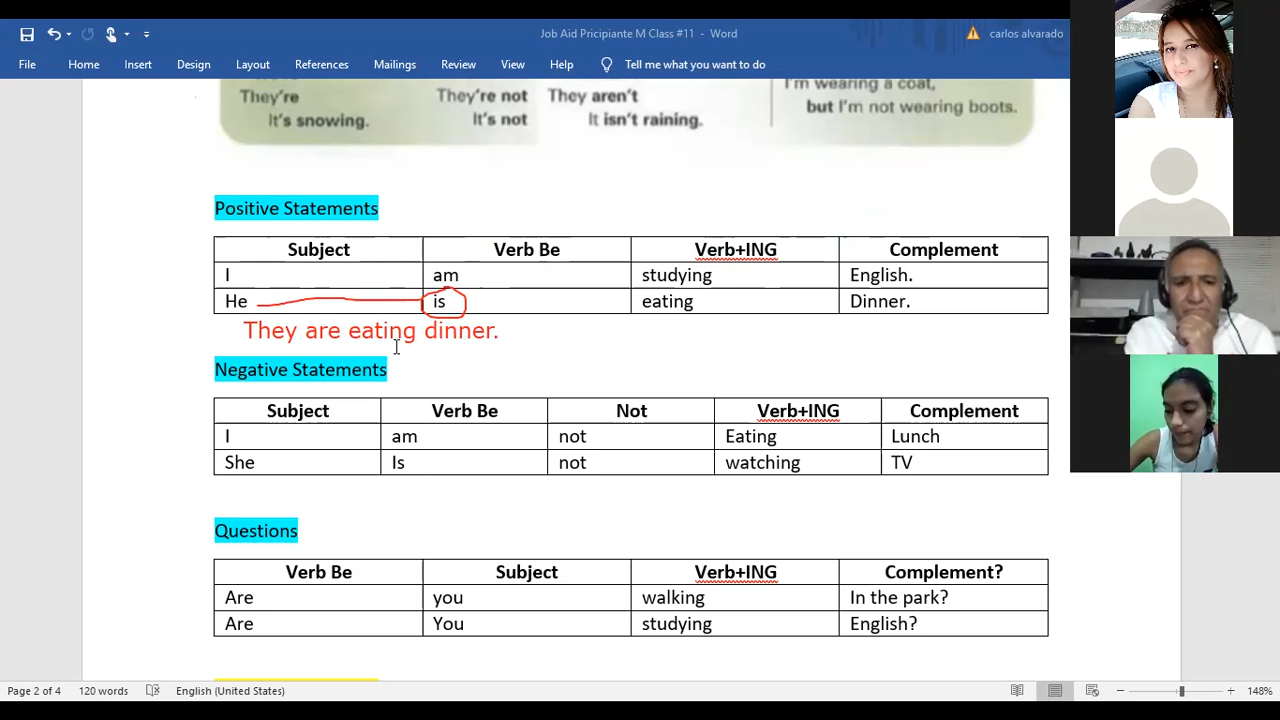 Job Aid Pricipiante M Class #11 - Word
carlos alvarado
File Home Insert Design Layout References Mailings Review View Help Tell me what you want to do
I'm wearing a coat,
They're They're not They aren't
but I'm not wearing boots.
It's snowing. It's not It isn't raining.
Positive Statements
Subject Verb Be Verb+ING Complement
I am studying English.
He is eating Dinner.
They are eating dinner.
Negative Statements
Subject Verb Be Not Verb+ING Complement
I am not Eating Lunch
She Is not watching TV
Questions
Verb Be Subject Verb+ING Complement?
Are you walking In the park?
Are You studying English?
Page 2 of 4 120 words English (United States) 148%